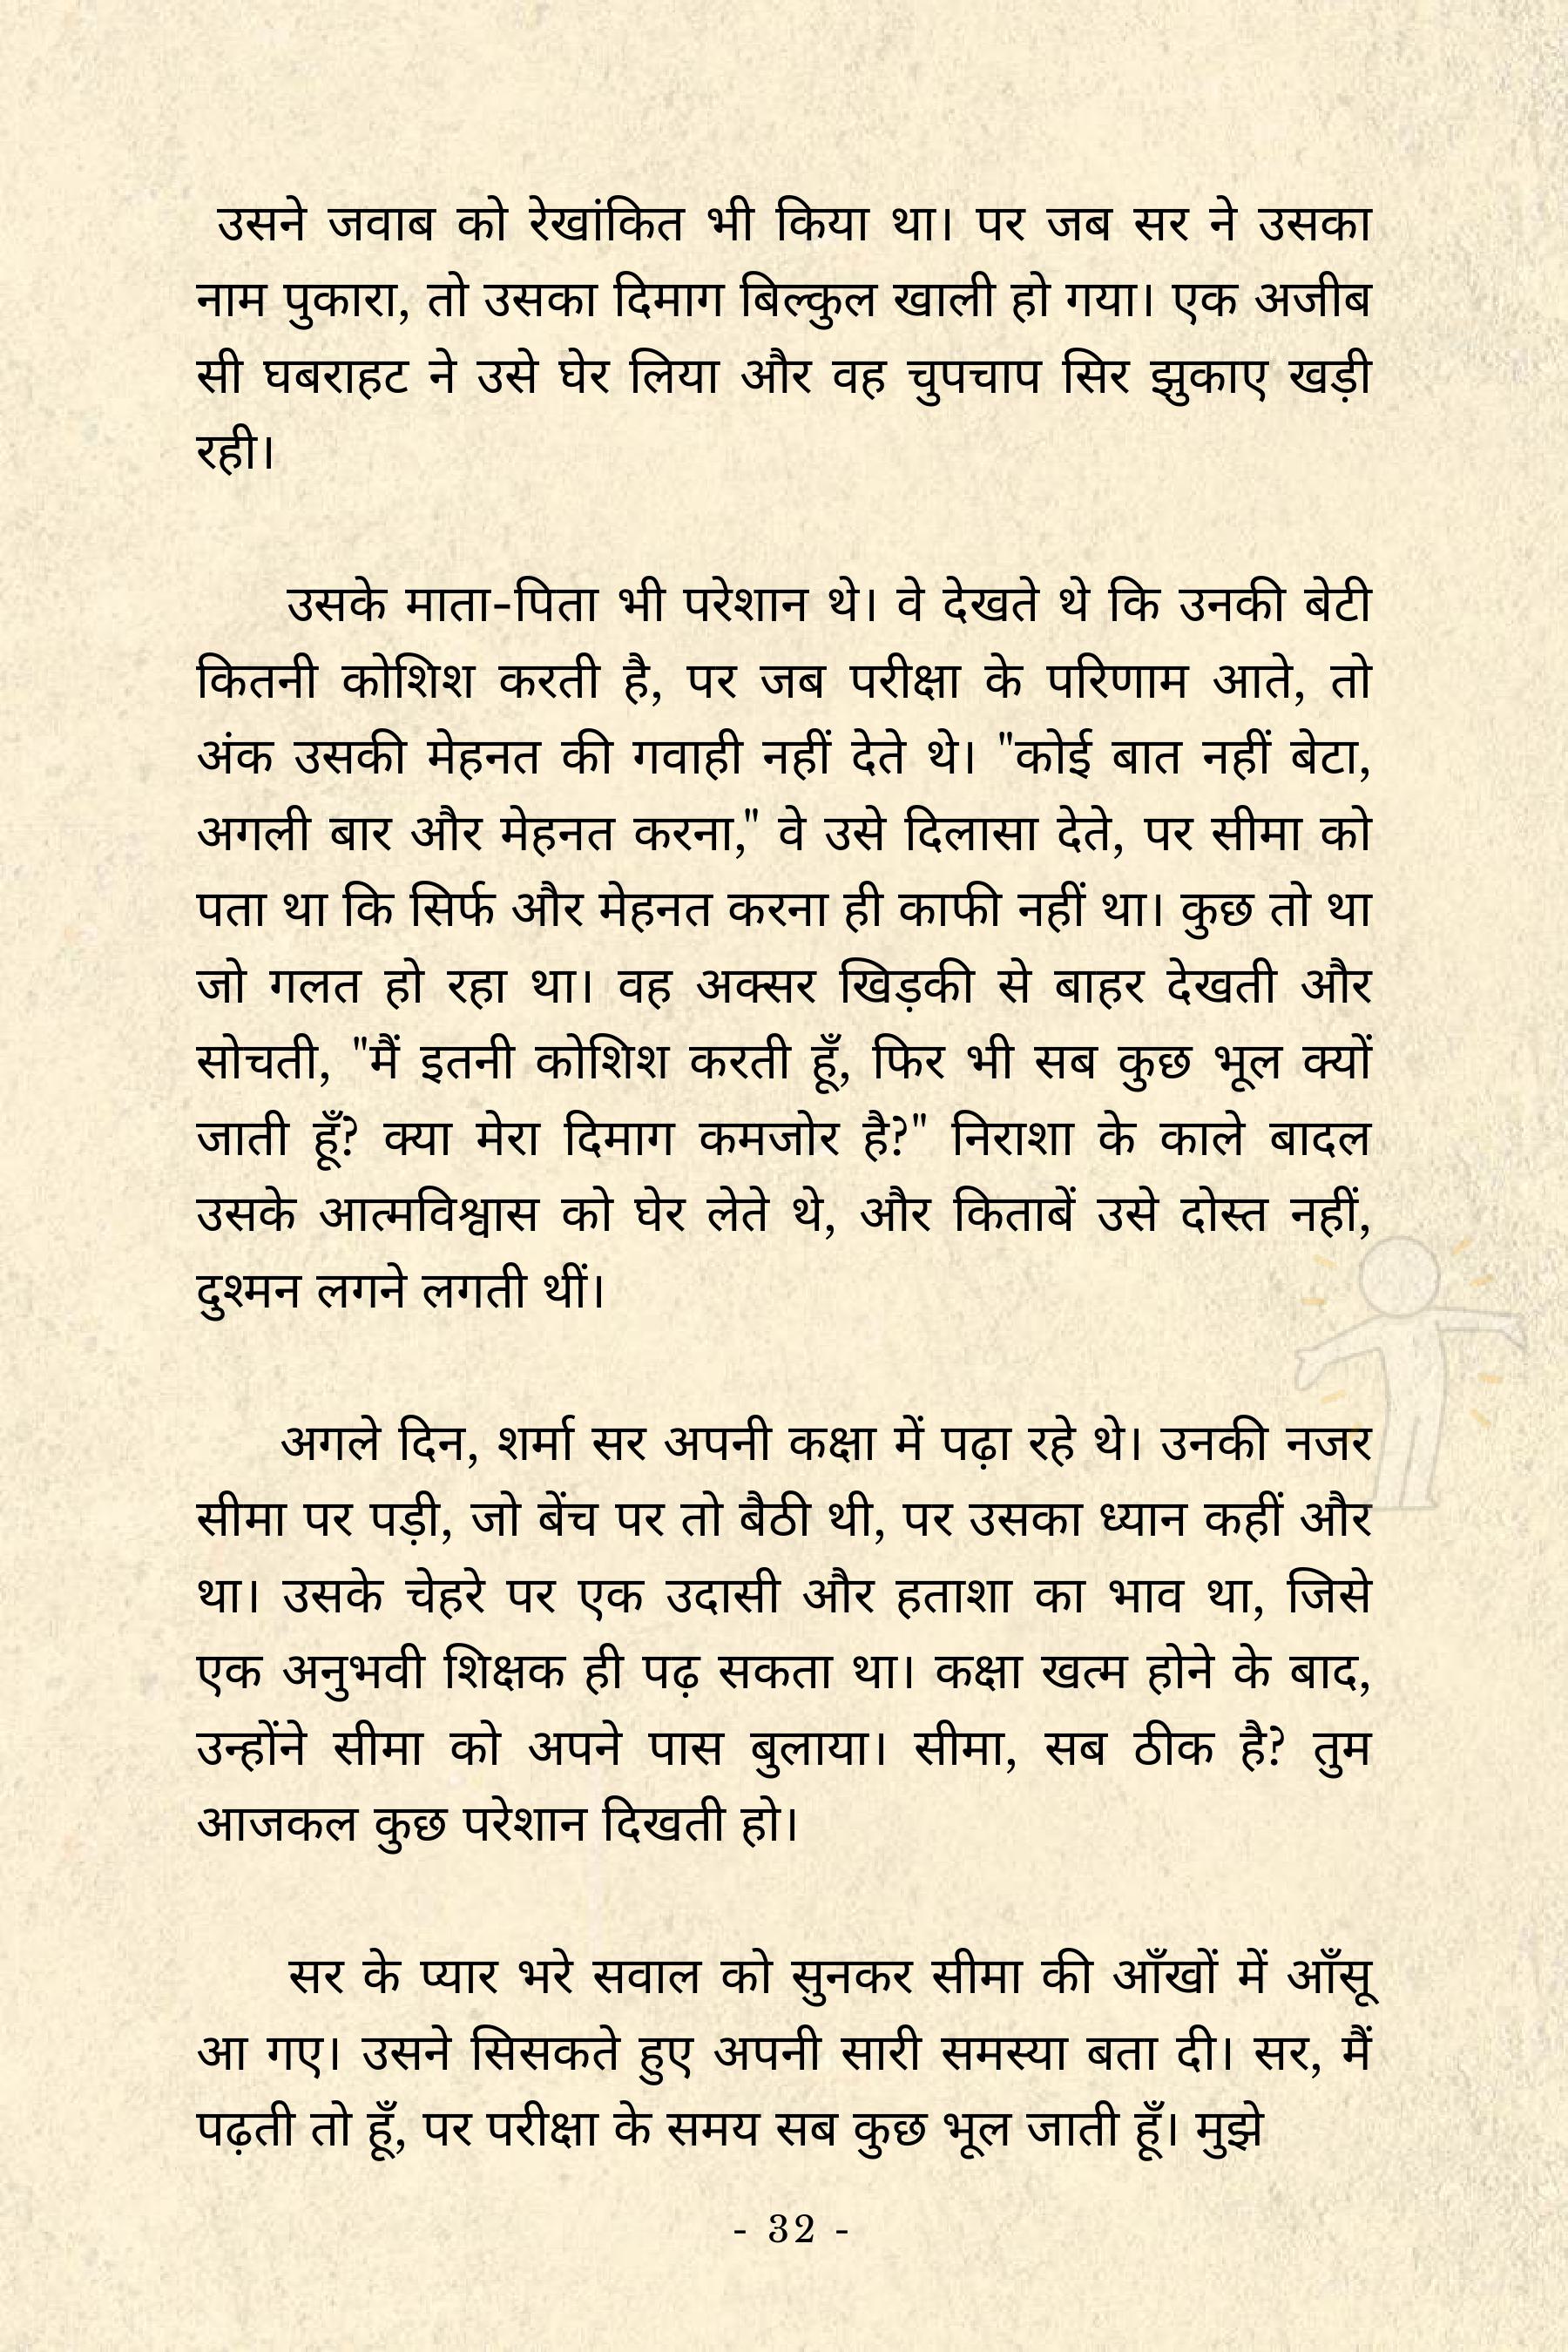 उसने जवाब को रेखांकित भी किया था। पर जब सर ने उसका
नाम पुकारा, तो उसका दिमाग बिल्कुल खाली हो गया। एक अजीब
सी घबराहट ने उसे घेर लिया और वह चुपचाप सिर झुकाए खड़ी
रही।
उसके माता-पिता भी परेशान थे। वे देखते थे कि उनकी बेटी
कितनी कोशिश करती है, पर जब परीक्षा के परिणाम आते, तो
अंक उसकी मेहनत की गवाही नहीं देते थे। "कोई बात नहीं बेटा,
अगली बार और मेहनत करना," वे उसे दिलासा देते, पर सीमा को
पता था कि सिर्फ और मेहनत करना ही काफी नहीं था। कुछ तो था
जो गलत हो रहा था। वह अक्सर खिड़की से बाहर देखती और
सोचती, "मैं इतनी कोशिश करती हूँ, फिर भी सब कुछ भूल क्यों
जाती हूँ? क्या मेरा दिमाग कमजोर है?" निराशा के काले बादल
उसके आत्मविश्वास को घेर लेते थे, और किताबें उसे दोस्त नहीं,
दुश्मन लगने लगती थीं।
अगले दिन, शर्मा सर अपनी कक्षा में पढ़ा रहे थे। उनकी नजर
सीमा पर पड़ी, जो बेंच पर तो बैठी थी, पर उसका ध्यान कहीं और
था। उसके चेहरे पर एक उदासी और हताशा का भाव था, जिसे
एक अनुभवी शिक्षक ही पढ़ सकता था। कक्षा खत्म होने के बाद,
उन्होंने सीमा को अपने पास बुलाया। सीमा, सब ठीक है? तुम
आजकल कुछ परेशान दिखती हो।
सर के प्यार भरे सवाल को सुनकर सीमा की आँखों में आँसू
आ गए। उसने सिसकते हुए अपनी सारी समस्या बता दी। सर, मैं
पढ़ती तो हूँ, पर परीक्षा के समय सब कुछ भूल जाती हूँ। मुझे
- 32 -